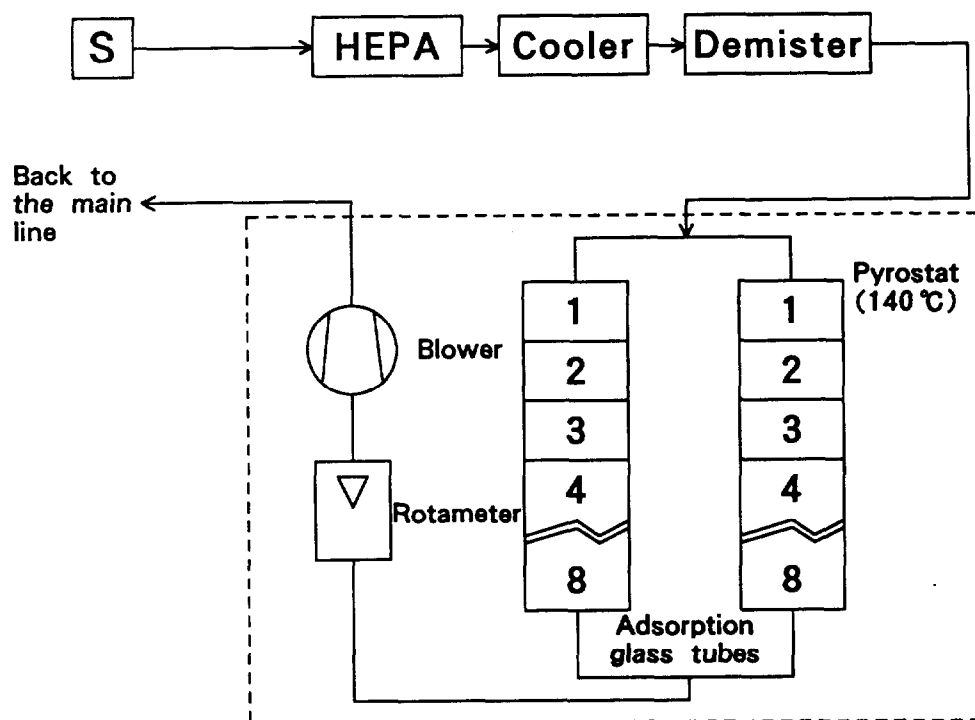 S
HEPA
Cooler
Demister
Back to
the main
line
Pyrostat
(140℃)
1
1
Blower
2
2
3
3
4
4
Rotameter
8
8
Adsorption
glass tubes